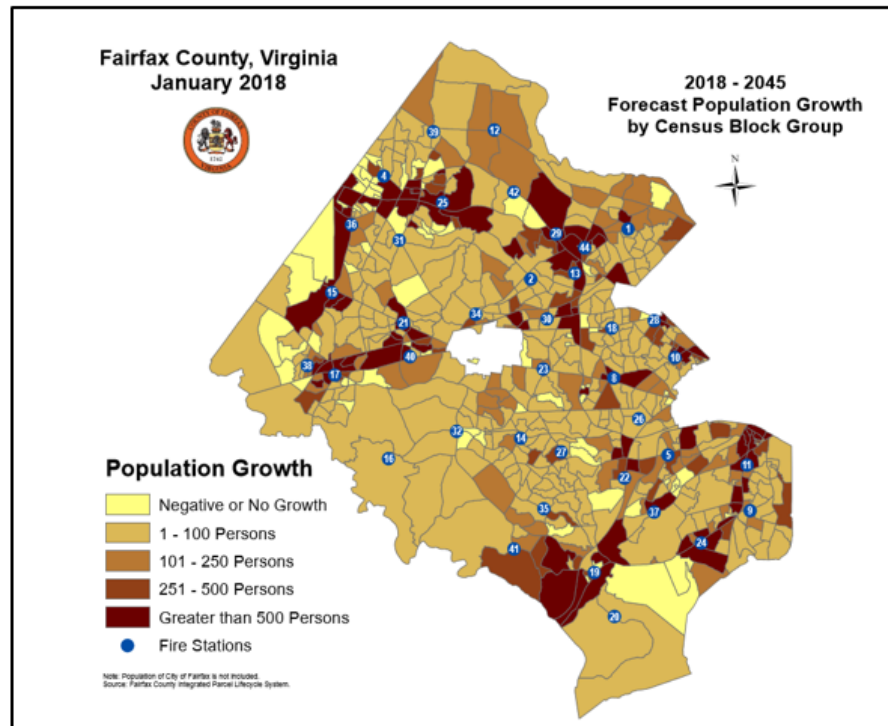 Fairfax County, Virginia
January 2018
2018 - 2045
Forecast Population Growth
by Census Block Group
N
39
12
4
42
25
36
1
29
31
44
13
2
15
34
30
28
21
18
40
10
38
17
23
8
26
32
14
5
16
27
11
22
35
37
9
24
41
19
20
Population Growth
Negative or No Growth
1 - 100 Persons
101 - 250 Persons
251 - 500 Persons
Greater than 500 Persons
Fire Stations
Note: Population of City of Fairfax is not included.
Source: Fairfax County Integrated Parcel Lifecycle System.